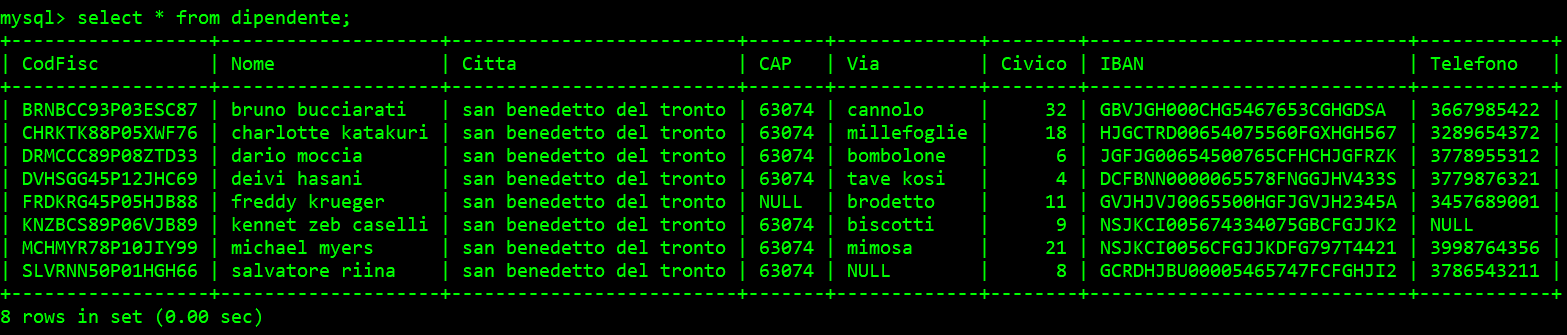 mysql> select * from dipendente;
+------------------+--------------------+--------------------------+-------+-------------+--------+-----------------------------+------------+
| CodFisc          | Nome               | Citta                    | CAP   | Via         | Civico | IBAN                        | Telefono   |
+------------------+--------------------+--------------------------+-------+-------------+--------+-----------------------------+------------+
| BRNBCC93P03ESC87 | bruno bucciarati   | san benedetto del tronto | 63074 | cannolo     |     32 | GBVJGH000CHG5467653CGHGDSA  | 3667985422 |
| CHRKTK88P05XWF76 | charlotte katakuri | san benedetto del tronto | 63074 | millefoglie |     18 | HJGCTRD00654075560FGXHGH567 | 3289654372 |
| DRMCCC89P08ZTD33 | dario moccia       | san benedetto del tronto | 63074 | bombolone   |      6 | JGFJG00654500765CFHCHJGFRZK | 3778955312 |
| DVHSGG45P12JHC69 | deivi hasani       | san benedetto del tronto | 63074 | tave kosi   |      4 | DCFBNN0000065578FNGGJHV433S | 3779876321 |
| FRDKRG45P05HJB88 | freddy krueger     | san benedetto del tronto | NULL  | brodetto    |     11 | GVJHJVJ0065500HGFJGVJH2345A | 3457689001 |
| KNZBCS89P06VJB89 | kennet zeb caselli | san benedetto del tronto | 63074 | biscotti    |      9 | NSJKCI005674334075GBCFGJJK2 | NULL       |
| MCHMYR78P10JIY99 | michael myers      | san benedetto del tronto | 63074 | mimosa      |     21 | NSJKCI0056CFGJJKDFG797T4421 | 3998764356 |
| SLVRNN50P01HGH66 | salvatore riina    | san benedetto del tronto | 63074 | NULL        |      8 | GCRDHJBU00005465747FCFGHJI2 | 3786543211 |
+------------------+--------------------+--------------------------+-------+-------------+--------+-----------------------------+------------+
8 rows in set (0.00 sec)